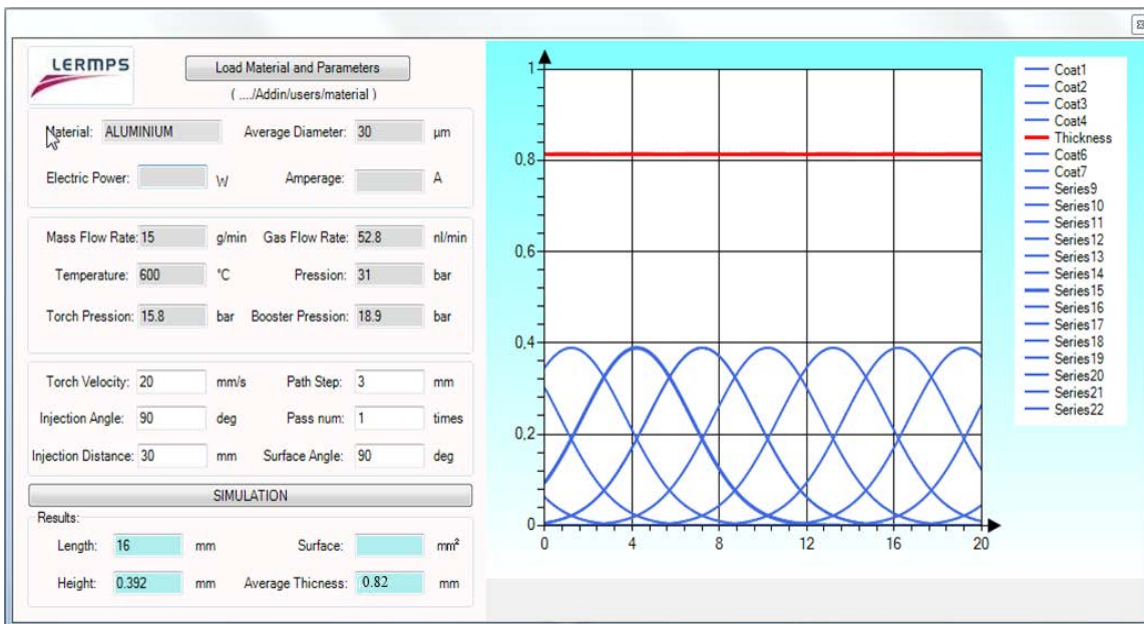 LERMPS
Load Material and Parameters
( ..../Addin/users/material )
Material: ALUMINIUM Average Diameter: 30 µm
Electric Power: W Amperage: A
Mass Flow Rate: 15 g/min Gas Flow Rate: 52.8 nl/min
Temperature: 600 °C Pression: 31 bar
Torch Pression: 15.8 bar Booster Pression: 18.9 bar
Torch Velocity: 20 mm/s Path Step: 3 mm
Injection Angle: 90 deg Pass num: 1 times
Injection Distance: 30 mm Surface Angle: 90 deg
SIMULATION
Results:
Length: 16 mm Surface: mm²
Height: 0.392 mm Average Thicness: 0.82 mm
1
0.8
0.6
0.4
0.2
0
0 4 8 12 16 20
Coat1
Coat2
Coat3
Coat4
Thickness
Coat6
Coat7
Series9
Series10
Series11
Series12
Series13
Series14
Series15
Series16
Series17
Series18
Series19
Series20
Series21
Series22